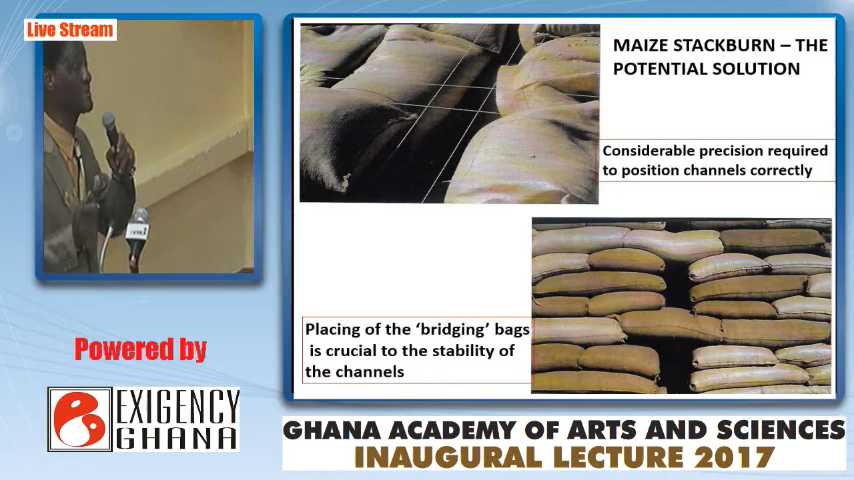 Live Stream
MAIZE STACKBURN – THE
POTENTIAL SOLUTION
Considerable precision required
to position channels correctly
Placing of the ‘bridging’ bags
is crucial to the stability of
the channels
Powered by
EXIGENCY
GHANA
GHANA ACADEMY OF ARTS AND SCIENCES
INAUGURAL LECTURE 2017